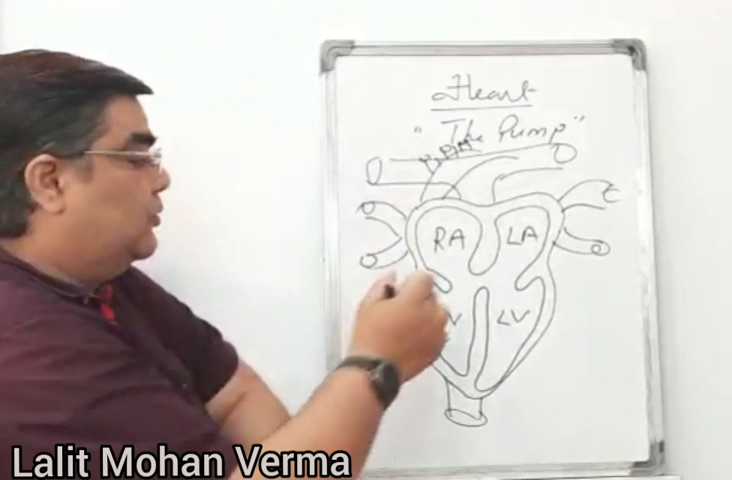 Heart
"The Pump"
RA LA
V LV
Lalit Mohan Verma